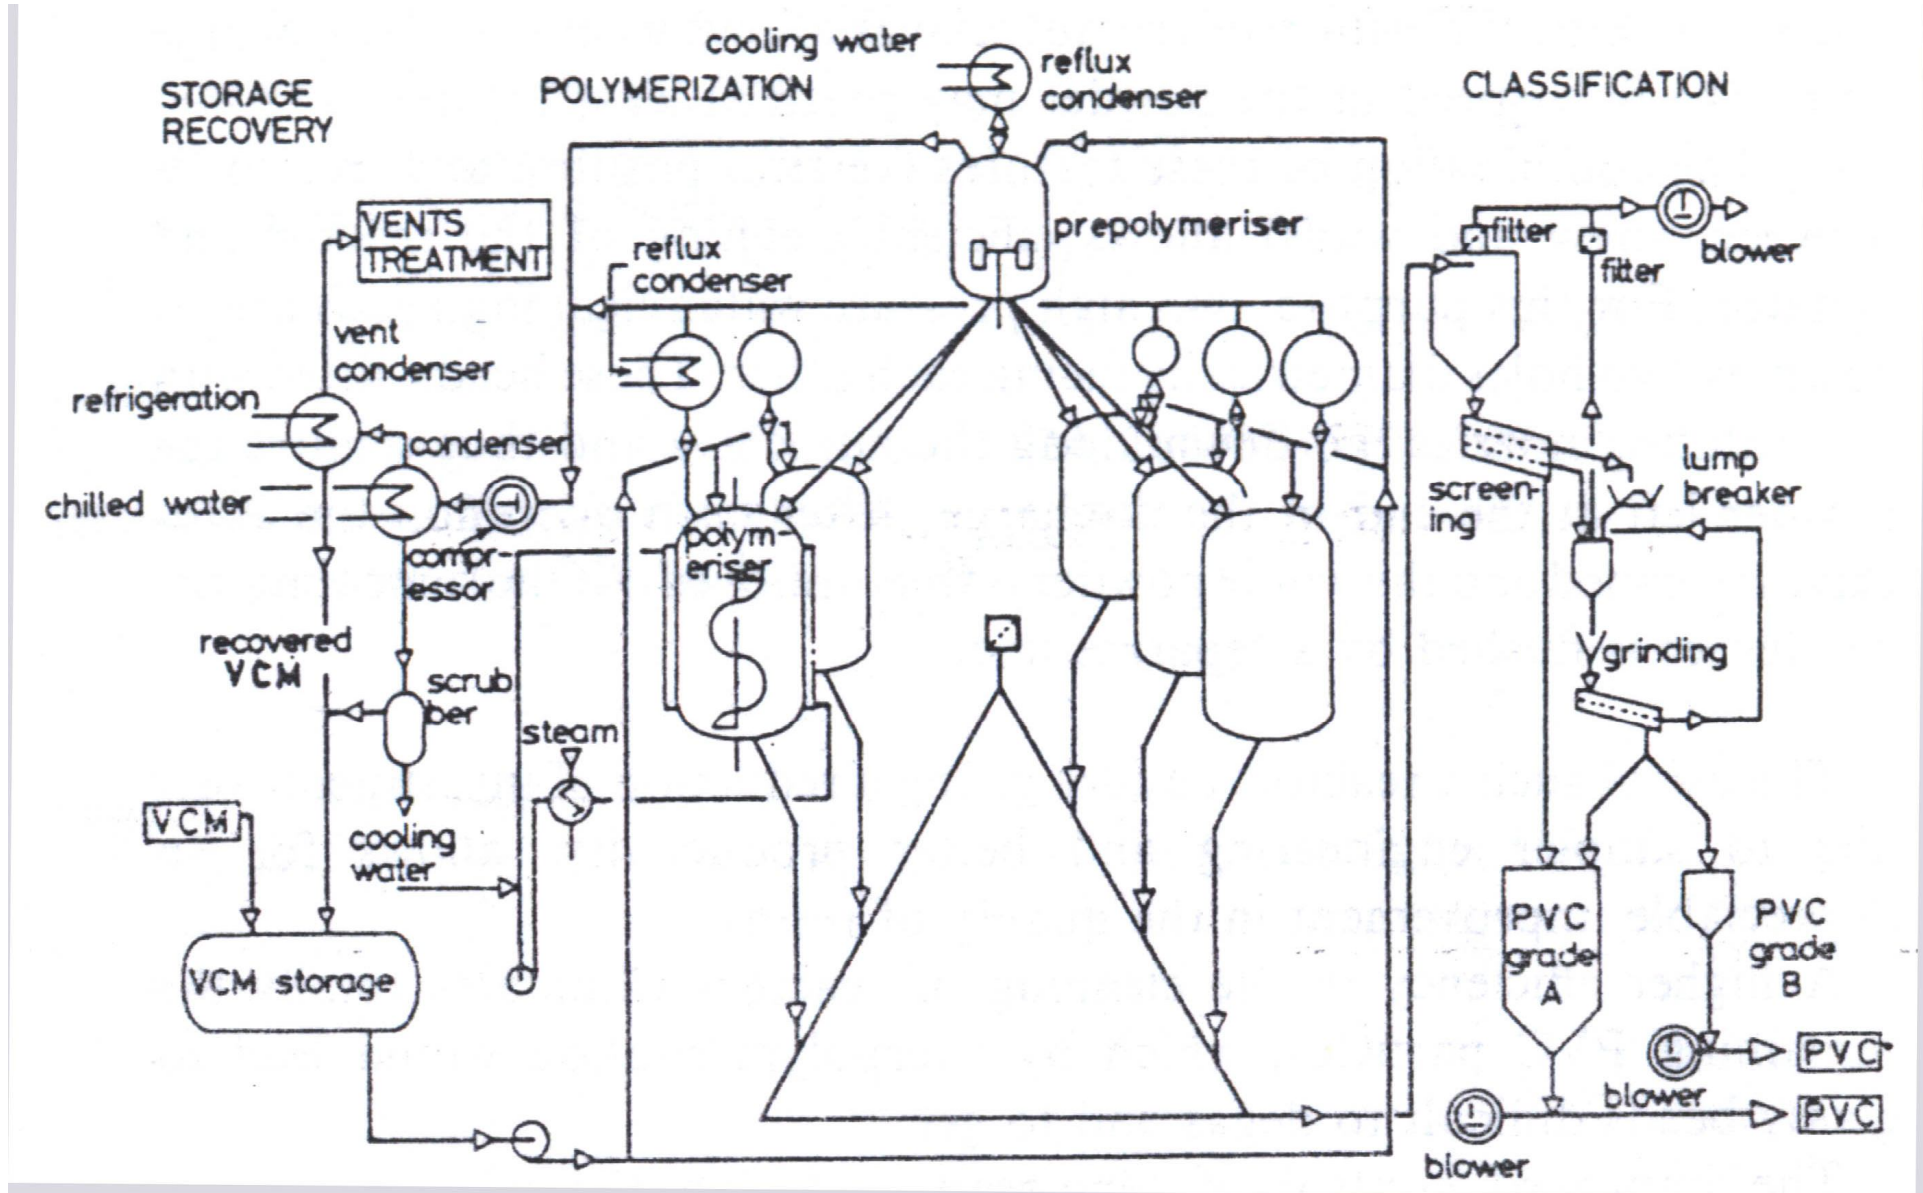 STORAGE
RECOVERY
POLYMERIZATION
CLASSIFICATION
cooling water
reflux
condenser
prepolymeriser
VENTS
TREATMENT
reflux
condenser
vent
condenser
refrigeration
condenser
chilled water
compr-
essor
recovered
VCM
scrub
ber
steam
VCM
cooling
water
VCM storage
polym-
eriser
filter
filter
blower
screen-
ing
lump
breaker
grinding
PVC
grade
A
PVC
grade
B
blower
PVC
blower
PVC